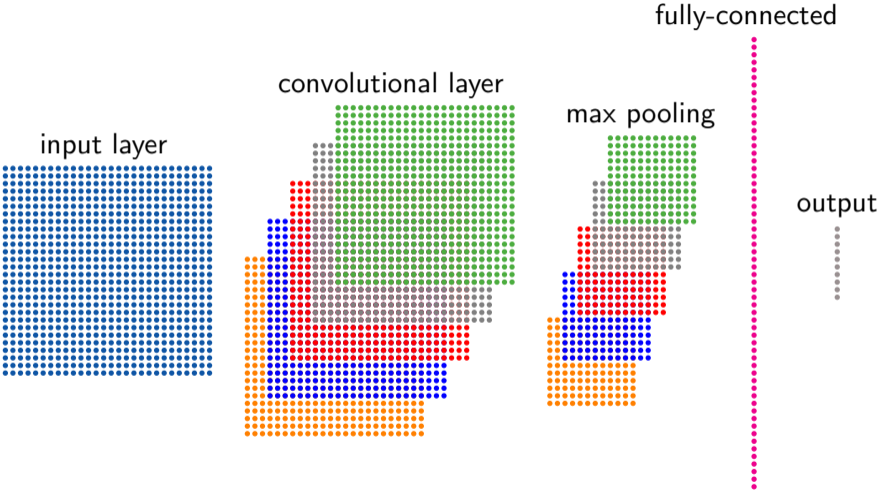 input layer
convolutional layer
max pooling
fully-connected
output